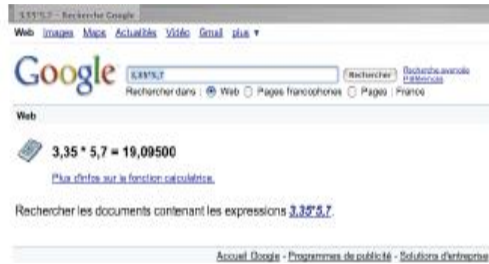 3,35*5,7 - Recherche Google
Web Images Maps Actualités Vidéo Gmail plus ▼
Google 3,35*5,7 Rechercher Recherche avancée
Préférences
Rechercher dans : Web Pages francophones Pages : France
Web
3,35 * 5,7 = 19,09500
Plus d'infos sur la fonction calculatrice.
Rechercher les documents contenant les expressions 3,35*5,7.
Accueil Google - Programmes de publicité - Solutions d'entreprise